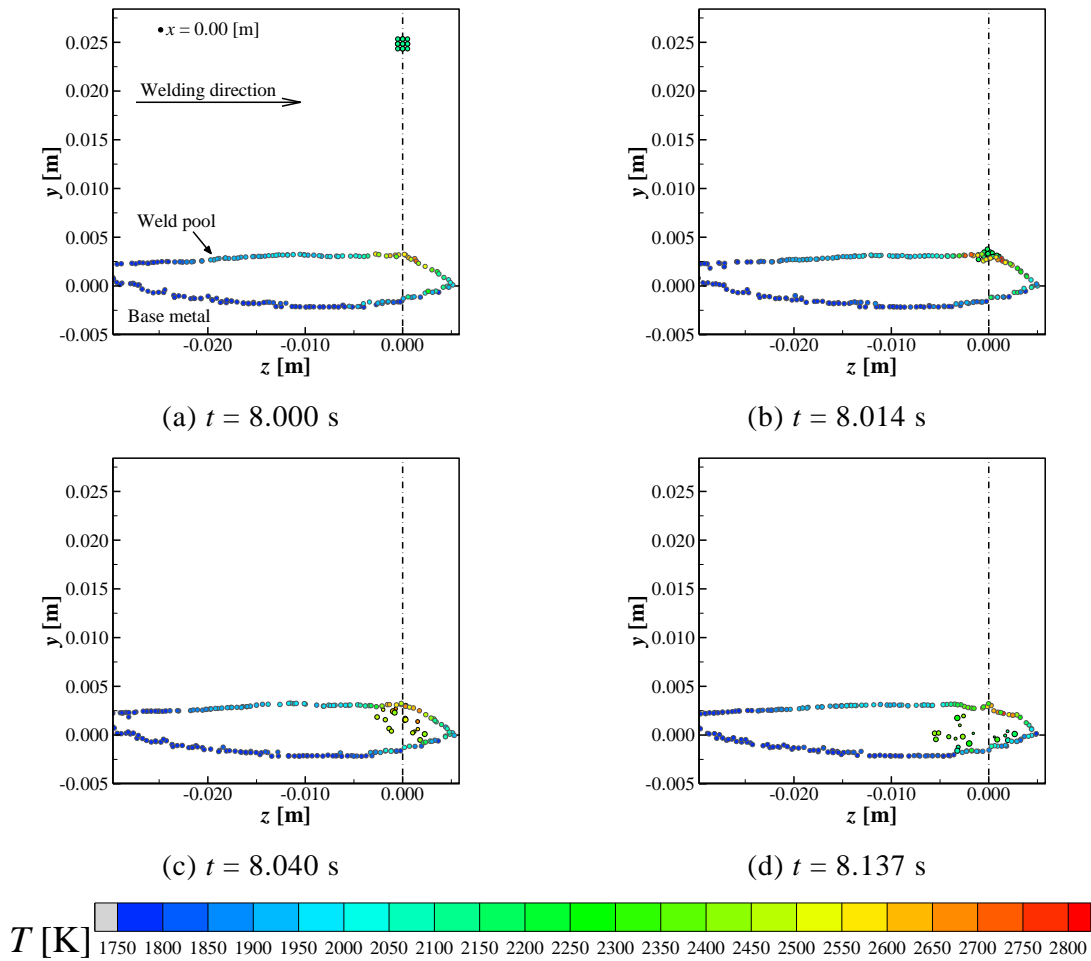 x = 0.00 [m]
0.025
Welding direction
0.020
0.015
y [m]
0.010
Weld pool
0.005
0.000
Base metal
-0.005
-0.020 -0.010 0.000
z [m]
(a) t = 8.000 s
0.025
0.020
0.015
y [m]
0.010
0.005
0.000
-0.005
-0.020 -0.010 0.000
z [m]
(b) t = 8.014 s
0.025
0.020
0.015
y [m]
0.010
0.005
0.000
-0.005
-0.020 -0.010 0.000
z [m]
(c) t = 8.040 s
0.025
0.020
0.015
y [m]
0.010
0.005
0.000
-0.005
-0.020 -0.010 0.000
z [m]
(d) t = 8.137 s
T [K] 1750 1800 1850 1900 1950 2000 2100 2150 2200 2250 2300 2350 2400 2450 2500 2550 2600 2650 2700 2750 2800